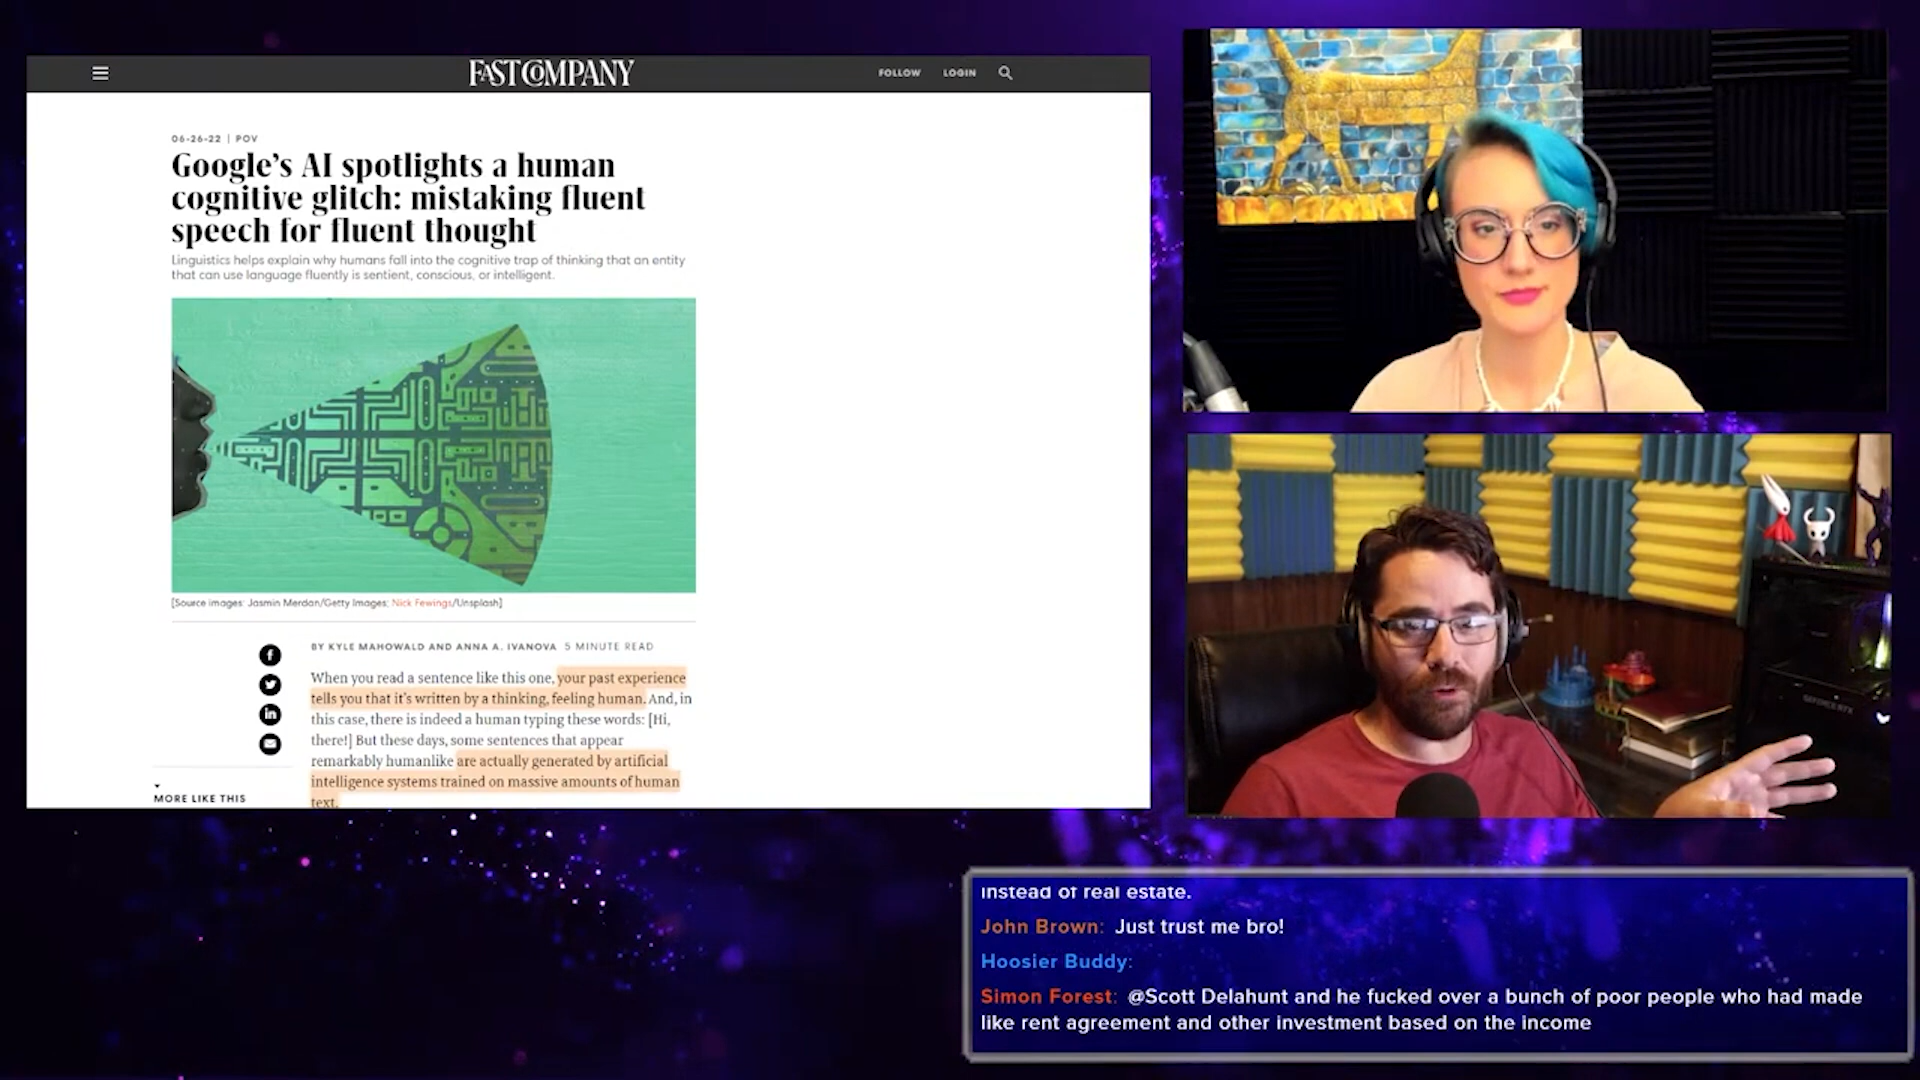 FAST COMPANY
FOLLOW
LOGIN
06-26-22 | POV
Google's AI spotlights a human
cognitive glitch: mistaking fluent
speech for fluent thought
Linguistics helps explain why humans fall into the cognitive trap of thinking that an entity
that can use language fluently is sentient, conscious, or intelligent.
[Source images: Jasmin Merdan/Getty Images; Nick Fewings/Unsplash]
BY KYLE MAHOWALD AND ANNA A. IVANOVA 5 MINUTE READ
When you read a sentence like this one, your past experience
tells you that it's written by a thinking, feeling human. And, in
this case, there is indeed a human typing these words: [Hi,
there!] But these days, some sentences that appear
remarkably humanlike are actually generated by artificial
intelligence systems trained on massive amounts of human
text.
MORE LIKE THIS
GEFORCE RTX
instead of real estate.
John Brown: Just trust me bro!
Hoosier Buddy:
Simon Forest: @Scott Delahunt and he fucked over a bunch of poor people who had made
like rent agreement and other investment based on the income